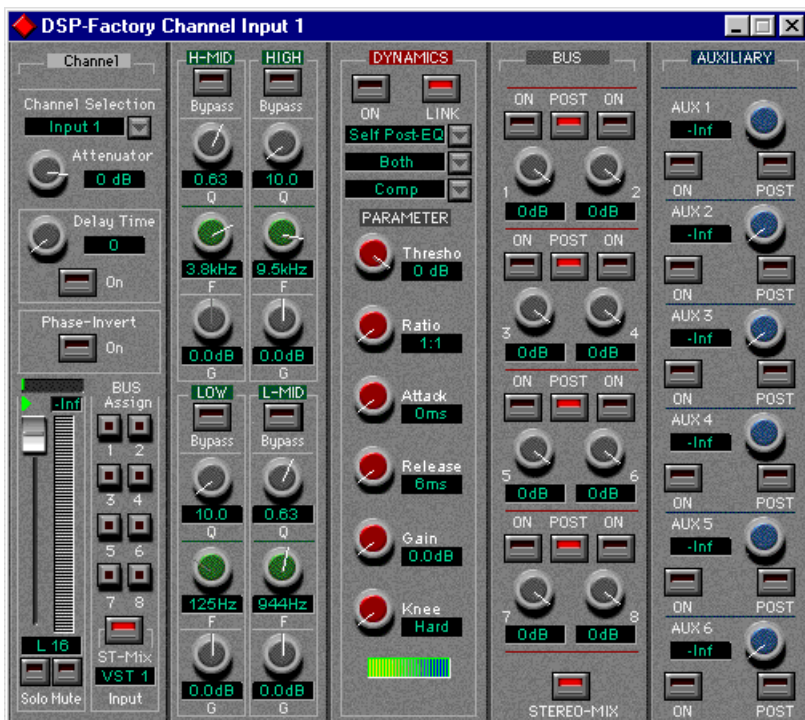 DSP-Factory Channel Input 1
Channel
Channel Selection
Input 1
Attenuator
0 dB
Delay Time
0
On
Phase-Invert
On
-Inf
BUS
Assign
1 2
3 4
5 6
7 8
L 16
ST-Mix
VST 1
Solo Mute
Input
H-MID HIGH
Bypass Bypass
0.63 10.0
Q Q
3.8kHz 9.5kHz
F F
0.0dB 0.0dB
G G
LOW L-MID
Bypass Bypass
10.0 0.63
Q Q
125Hz 944Hz
F F
0.0dB 0.0dB
G G
DYNAMICS
ON LINK
Self Post-EQ
Both
Comp
PARAMETER
Thresho
0 dB
Ratio
1:1
Attack
0ms
Release
6ms
Gain
0.0dB
Knee
Hard
BUS
ON POST ON
1 2
0dB 0dB
ON POST ON
3 4
0dB 0dB
ON POST ON
5 6
0dB 0dB
ON POST ON
7 8
0dB 0dB
STEREO-MIX
AUXILIARY
AUX 1
-Inf
ON POST
AUX 2
-Inf
ON POST
AUX 3
-Inf
ON POST
AUX 4
-Inf
ON POST
AUX 5
-Inf
ON POST
AUX 6
-Inf
ON POST